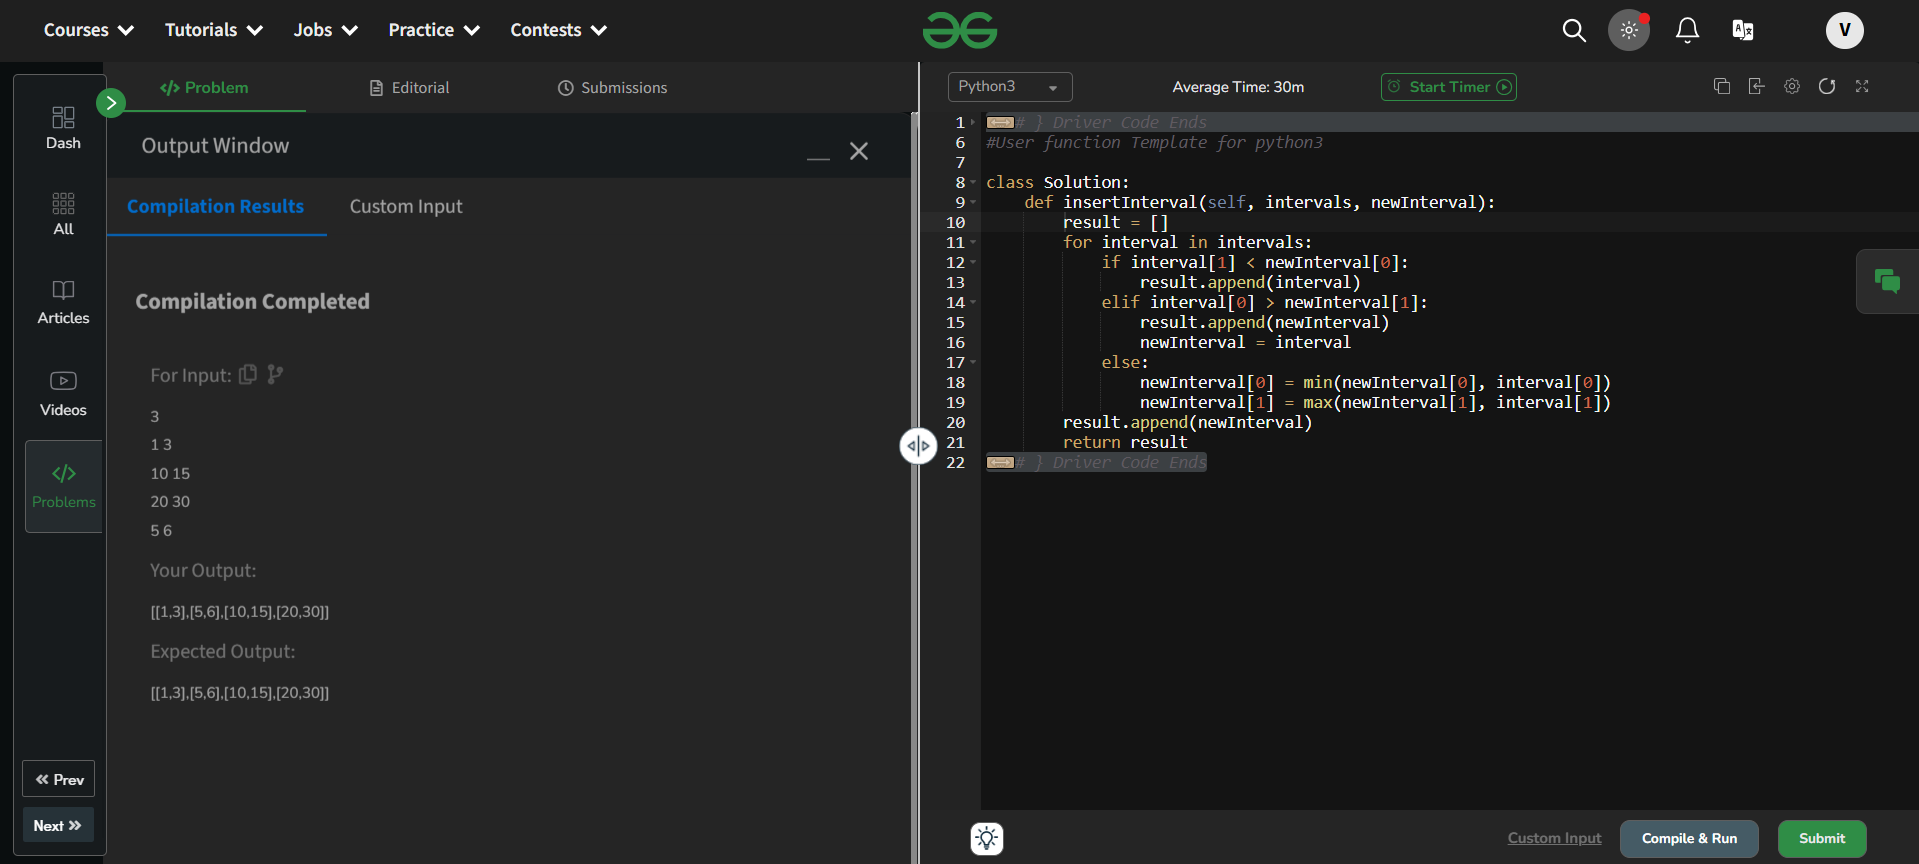 Courses Tutorials Jobs Practice Contests
V
Problem Editorial Submissions
Python3 Average Time: 30m Start Timer
Dash
All
Articles
Videos
Problems
Prev
Next
Output Window
Compilation Results Custom Input
Compilation Completed
For Input:
3
1 3
10 15
20 30
5 6
Your Output:
[[1,3],[5,6],[10,15],[20,30]]
Expected Output:
[[1,3],[5,6],[10,15],[20,30]]
1 # } Driver Code Ends
6 #User function Template for python3
7
8 class Solution:
9     def insertInterval(self, intervals, newInterval):
10         result = []
11         for interval in intervals:
12             if interval[1] < newInterval[0]:
13                 result.append(interval)
14             elif interval[0] > newInterval[1]:
15                 result.append(newInterval)
16                 newInterval = interval
17             else:
18                 newInterval[0] = min(newInterval[0], interval[0])
19                 newInterval[1] = max(newInterval[1], interval[1])
20         result.append(newInterval)
21         return result
22 # } Driver Code Ends
Custom Input Compile & Run Submit